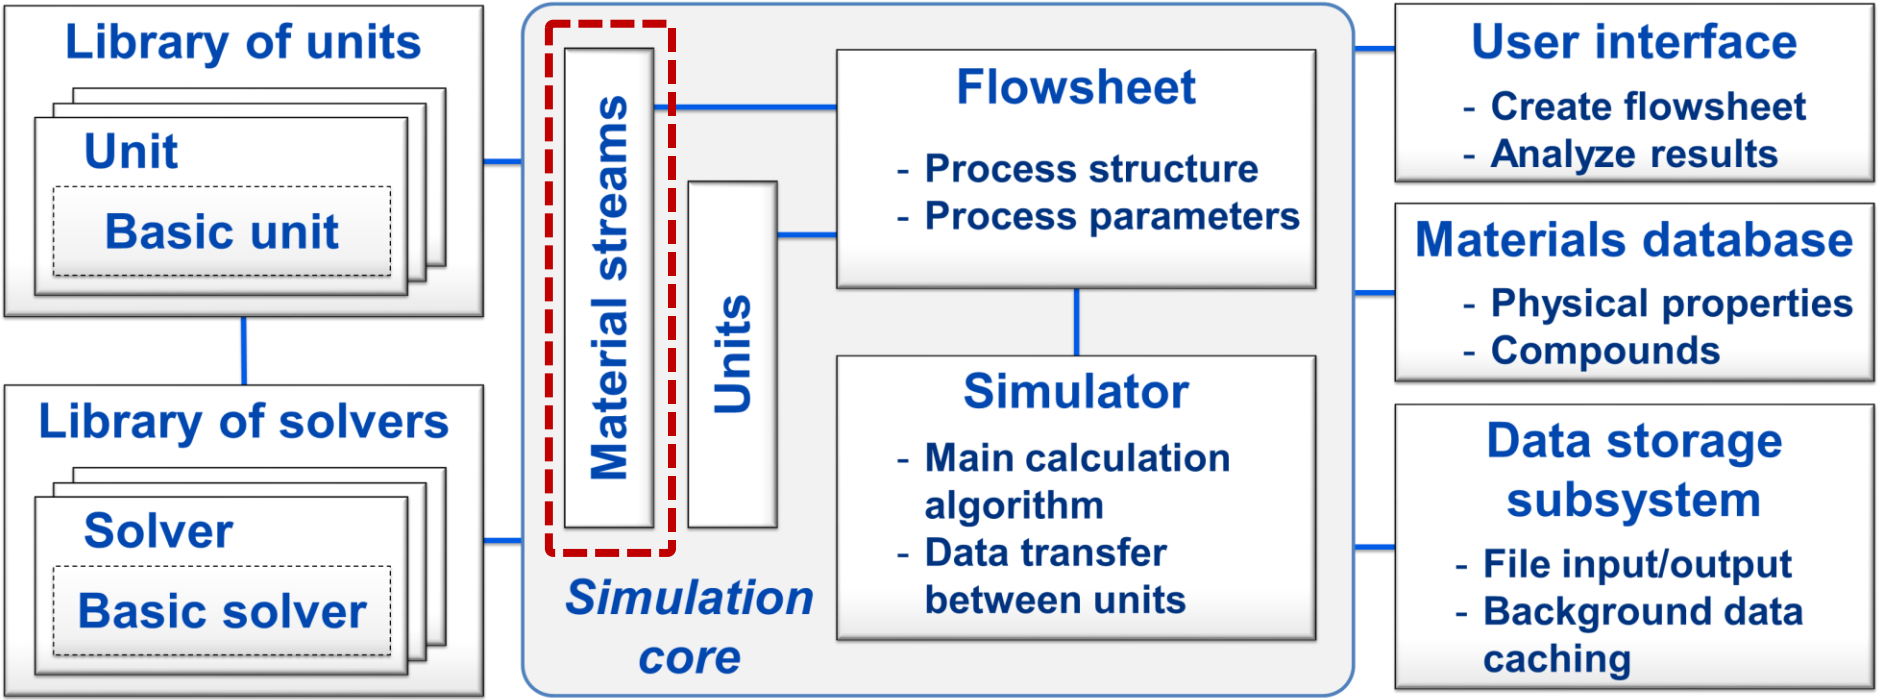 Library of units
Unit
Basic unit
Library of solvers
Solver
Basic solver
Material streams
Units
Simulation
core
Flowsheet
- Process structure
- Process parameters
Simulator
- Main calculation
algorithm
- Data transfer
between units
User interface
- Create flowsheet
- Analyze results
Materials database
- Physical properties
- Compounds
Data storage
subsystem
- File input/output
- Background data
caching